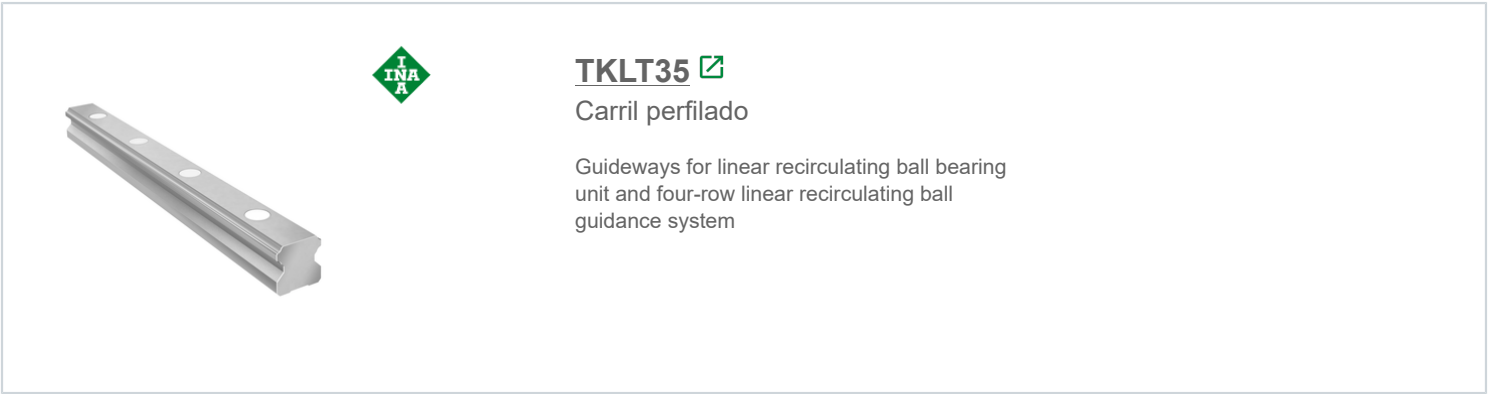 I
INA
A
TKLT35
Carril perfilado
Guideways for linear recirculating ball bearing
unit and four-row linear recirculating ball
guidance system